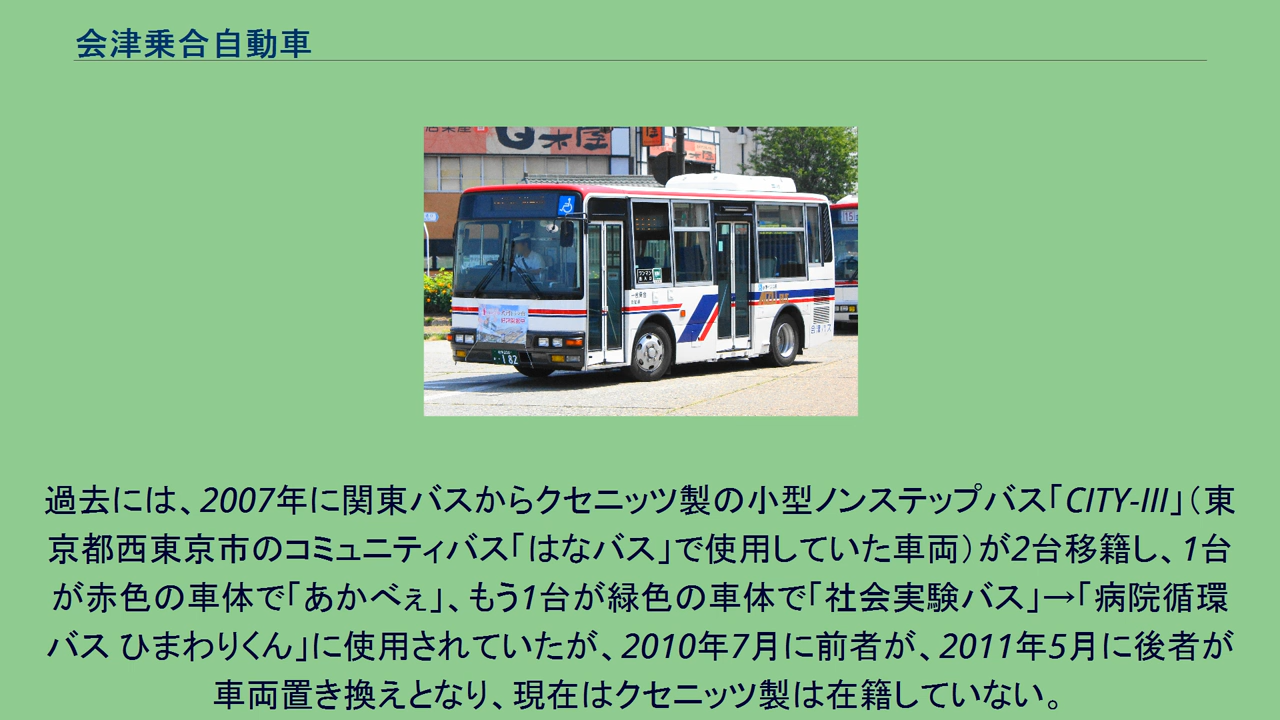 会津乗合自動車
ワンマン
182
会津バス
過去には、2007年に関東バスからクセニッツ製の小型ノンステップバス「CITY-III」（東
京都西東京市のコミュニティバス「はなバス」で使用していた車両）が2台移籍し、1台
が赤色の車体で「あかべぇ」、もう1台が緑色の車体で「社会実験バス」→「病院循環
バス ひまわりくん」に使用されていたが、2010年7月に前者が、2011年5月に後者が
車両置き換えとなり、現在はクセニッツ製は在籍していない。